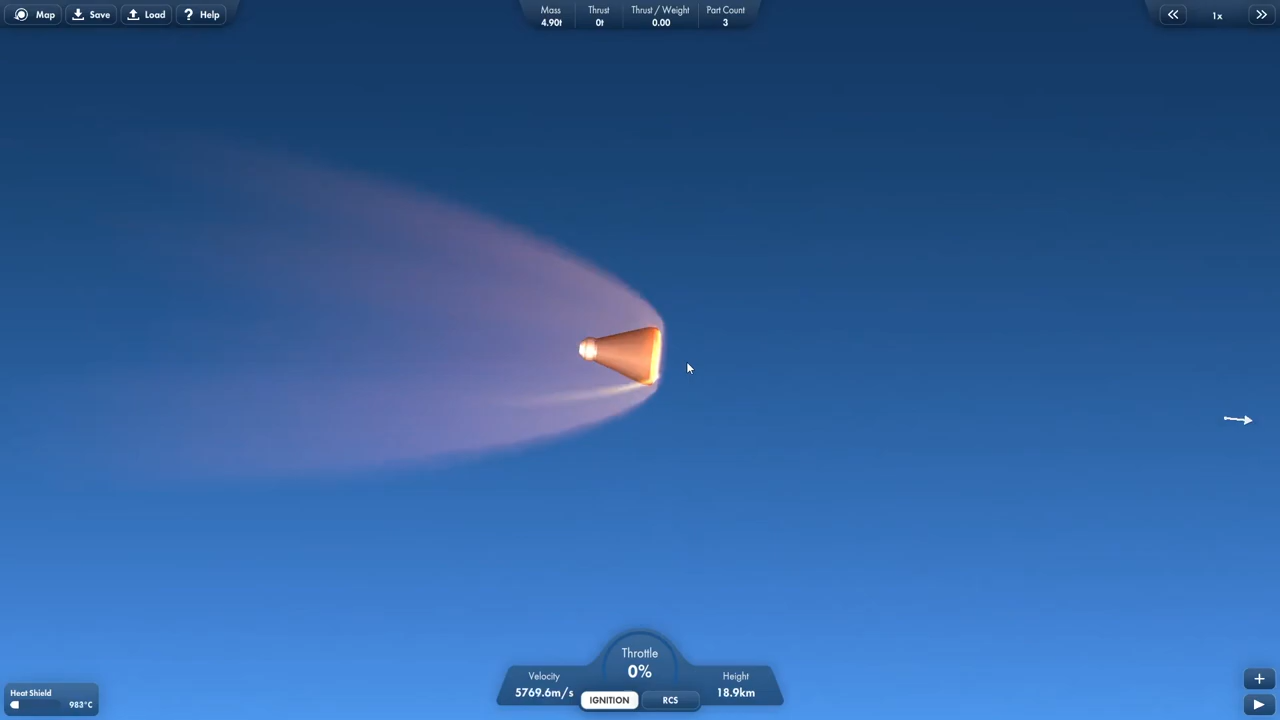 Map Save Load Help
Mass Thrust Thrust / Weight Part Count
4.90t 0t 0.00 3
1x
Throttle
0%
Velocity Height
5769.6m/s 18.9km
IGNITION RCS
Heat Shield
983°C